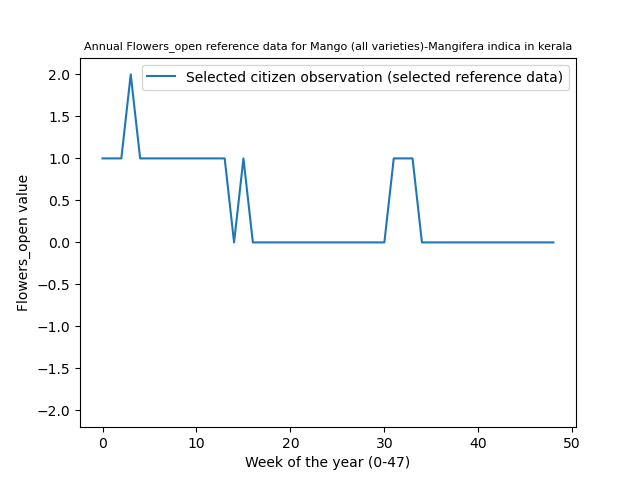 Annual Flowers_open reference data for Mango (all varieties)-Mangifera indica in kerala
Selected citizen observation (selected reference data)
2.0
1.5
1.0
0.5
0.0
−0.5
−1.0
−1.5
−2.0
Flowers_open value
0 10 20 30 40 50
Week of the year (0-47)